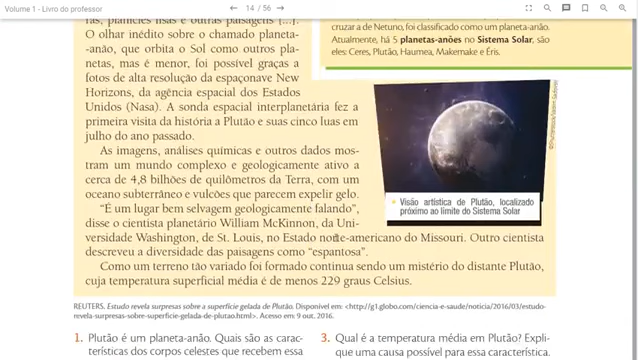 Volume 1 - Livro do professor
14 / 56
ras, planícies lisas e outras paisagens [...].
O olhar inédito sobre o chamado planeta-
-anão, que orbita o Sol como outros pla-
netas, mas é menor, foi possível graças a
fotos de alta resolução da espaçonave New
Horizons, da agência espacial dos Estados
Unidos (Nasa). A sonda espacial interplanetária fez a
primeira visita da história a Plutão e suas cinco luas em
julho do ano passado.
As imagens, análises químicas e outros dados mos-
tram um mundo complexo e geologicamente ativo a
cerca de 4,8 bilhões de quilômetros da Terra, com um
oceano subterrâneo e vulcões que parecem expelir gelo.
“É um lugar bem selvagem geologicamente falando”,
disse o cientista planetário William McKinnon, da Uni-
versidade Washington, de St. Louis, no Estado norte-americano do Missouri. Outro cientista
descreveu a diversidade das paisagens como “espantosa”.
Como um terreno tão variado foi formado continua sendo um mistério do distante Plutão,
cuja temperatura superficial média é de menos 229 graus Celsius.
cruzar a de Netuno, foi classificado como um planeta-anão.
Atualmente, há 5 planetas-anões no Sistema Solar, são
eles: Ceres, Plutão, Haumea, Makemake e Éris.
Visão artística de Plutão, localizado
próximo ao limite do Sistema Solar
REUTERS. Estudo revela surpresas sobre a superfície gelada de Plutão. Disponível em: <http://g1.globo.com/ciencia-e-saude/noticia/2016/03/estudo-
revela-surpresas-sobre-superficie-gelada-de-plutao.html>. Acesso em: 9 out. 2016.
1. Plutão é um planeta-anão. Quais são as carac-
terísticas dos corpos celestes que recebem essa
3. Qual é a temperatura média em Plutão? Expli-
que uma causa possível para essa característica.